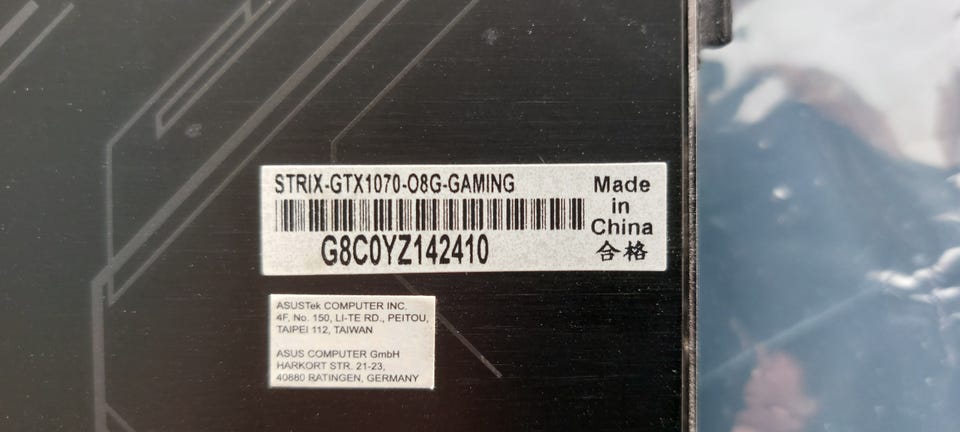 STRIX-GTX1070-O8G-GAMING
G8C0YZ142410
Made
in
China
合格
ASUSTek COMPUTER INC.
4F, No. 150, LI-TE RD., PEITOU,
TAIPEI 112, TAIWAN
ASUS COMPUTER GmbH
HARKORT STR. 21-23,
40880 RATINGEN, GERMANY